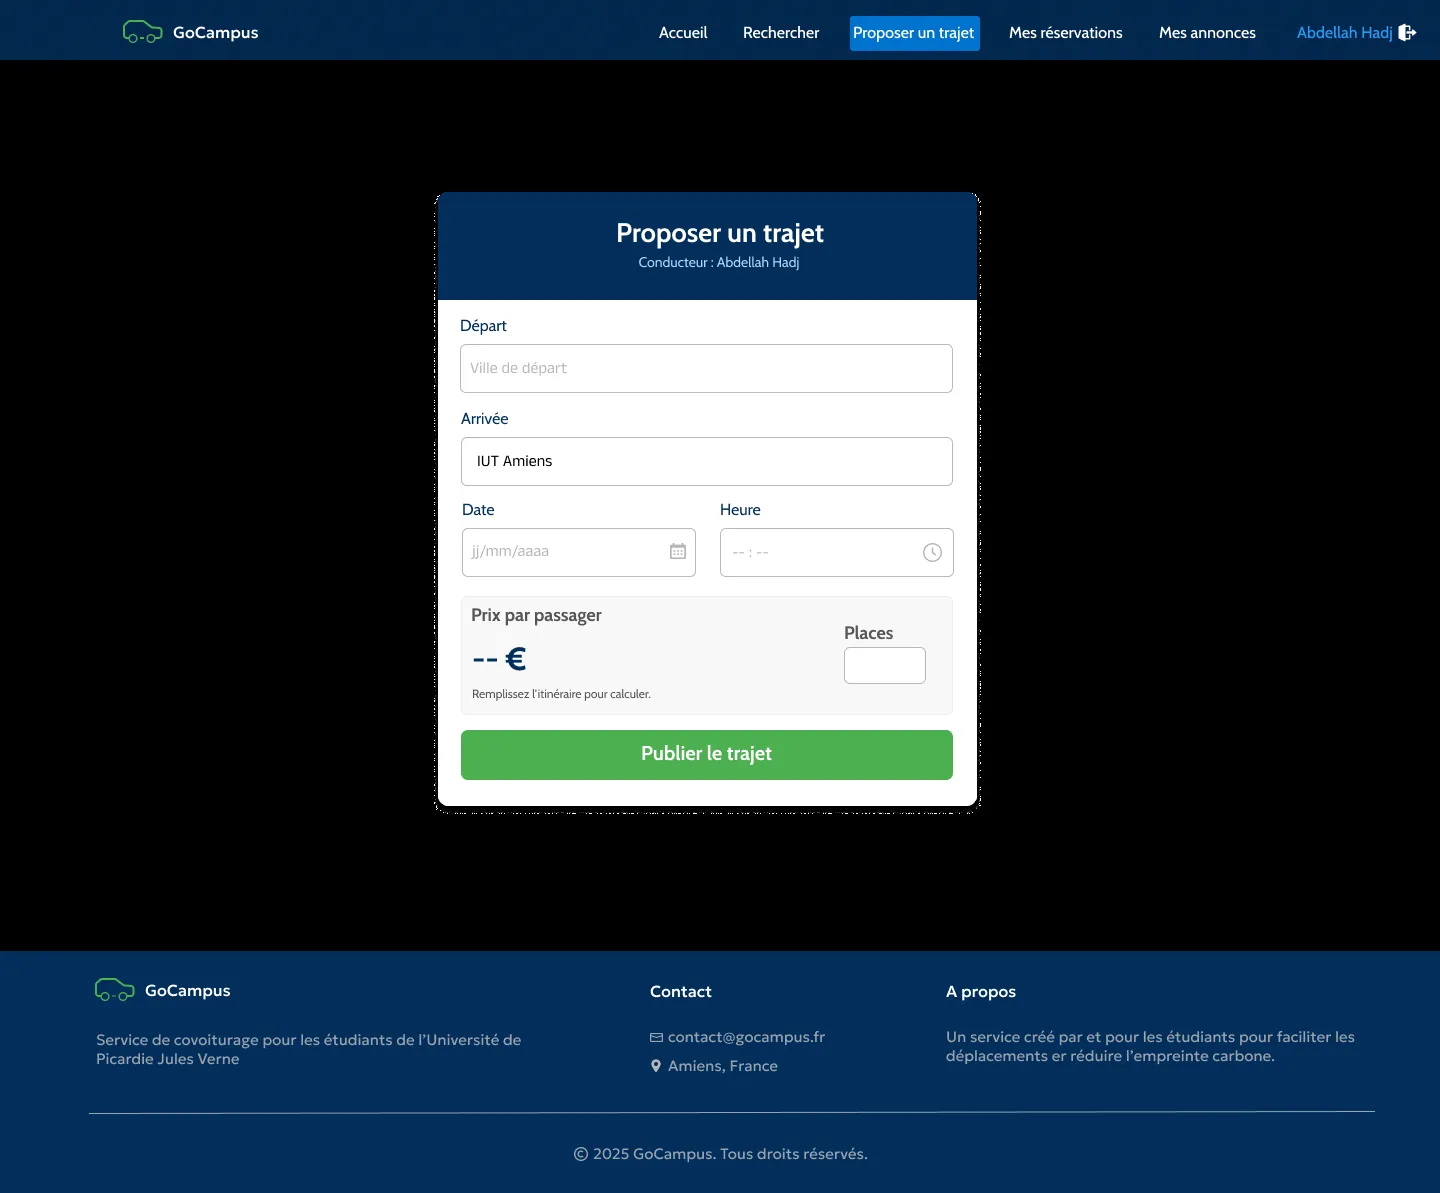 GoCampus
Accueil
Rechercher
Proposer un trajet
Mes réservations
Mes annonces
Abdellah Hadj
Proposer un trajet
Conducteur : Abdellah Hadj
Départ
Ville de départ
Arrivée
IUT Amiens
Date
Heure
jj/mm/aaaa
-- : --
Prix par passager
Places
-- €
Remplissez l'itinéraire pour calculer.
Publier le trajet
GoCampus
Service de covoiturage pour les étudiants de l'Université de
Picardie Jules Verne
Contact
contact@gocampus.fr
Amiens, France
A propos
Un service créé par et pour les étudiants pour faciliter les
déplacements er réduire l'empreinte carbone.
© 2025 GoCampus. Tous droits réservés.